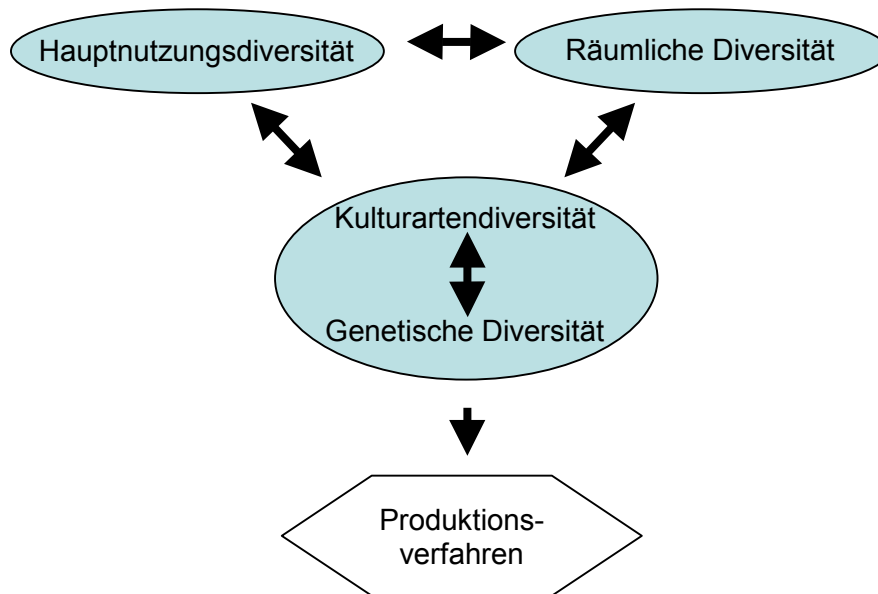 Hauptnutzungsdiversität
Räumliche Diversität
Kulturartendiversität
Genetische Diversität
Produktions-
verfahren